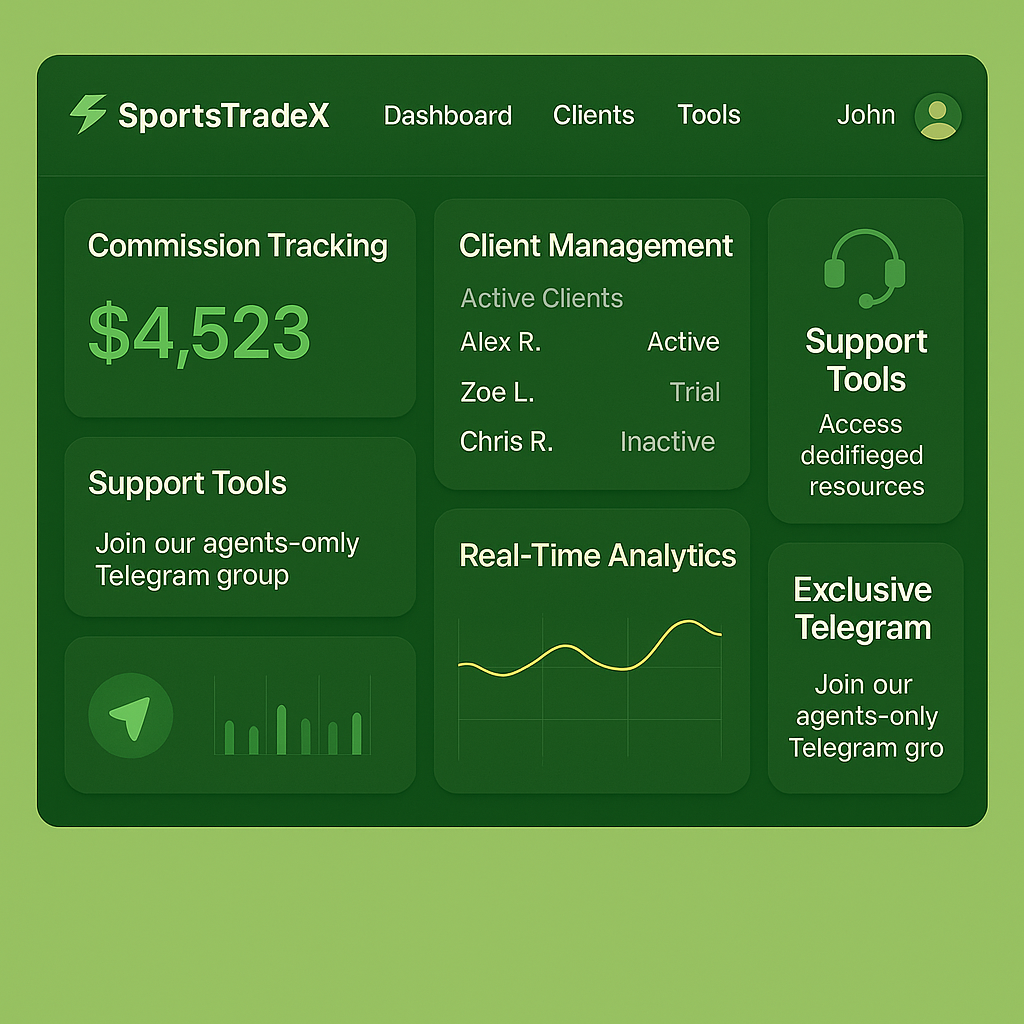 SportsTradeX
Dashboard
Clients
Tools
John
Commission Tracking
$4,523
Support Tools
Join our agents-omly
Telegram group
Client Management
Active Clients
Alex R. Active
Zoe L. Trial
Chris R. Inactive
Real-Time Analytics
Support
Tools
Access
dedifieged
resources
Exclusive
Telegram
Join our
agents-only
Telegram gro